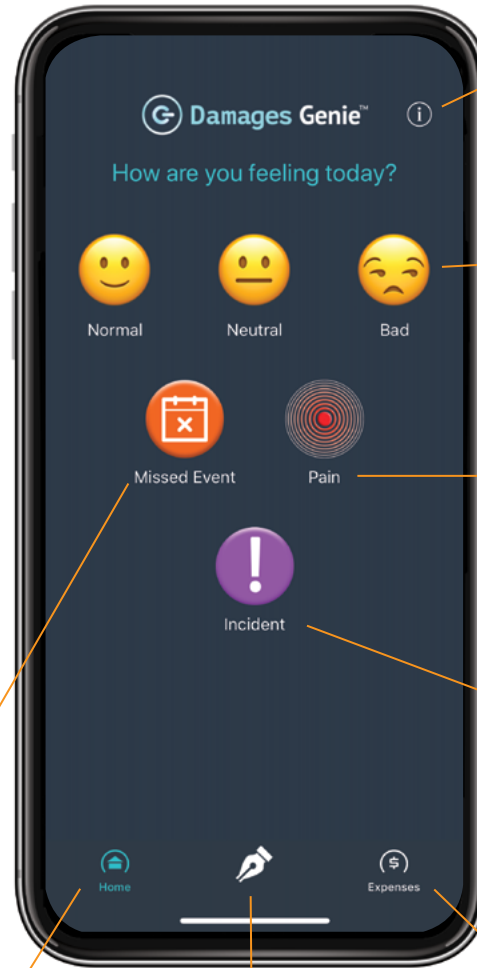 Damages Genie™
How are you feeling today?
Normal Neutral Bad
Missed Event Pain
Incident
Home Expenses